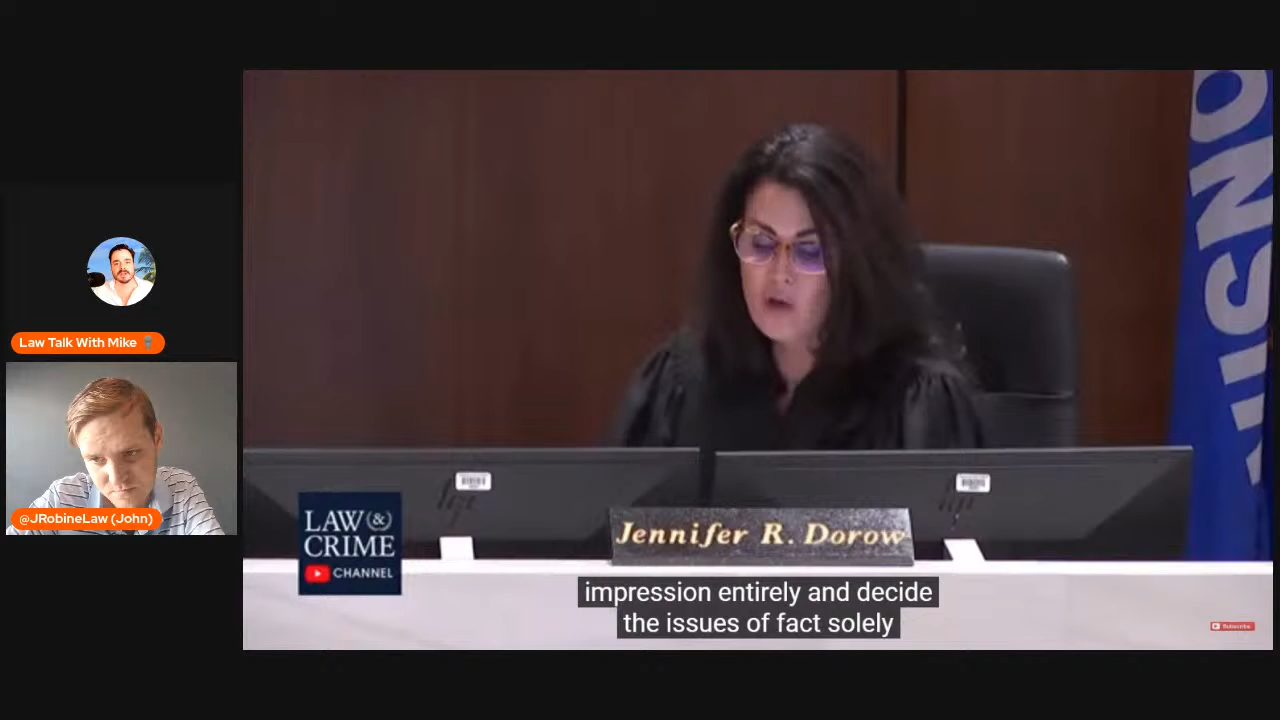 Law Talk With Mike
@JRobineLaw (John)
LAW (&)
CRIME
CHANNEL
Jennifer R. Dorow
impression entirely and decide
the issues of fact solely
Subscribe